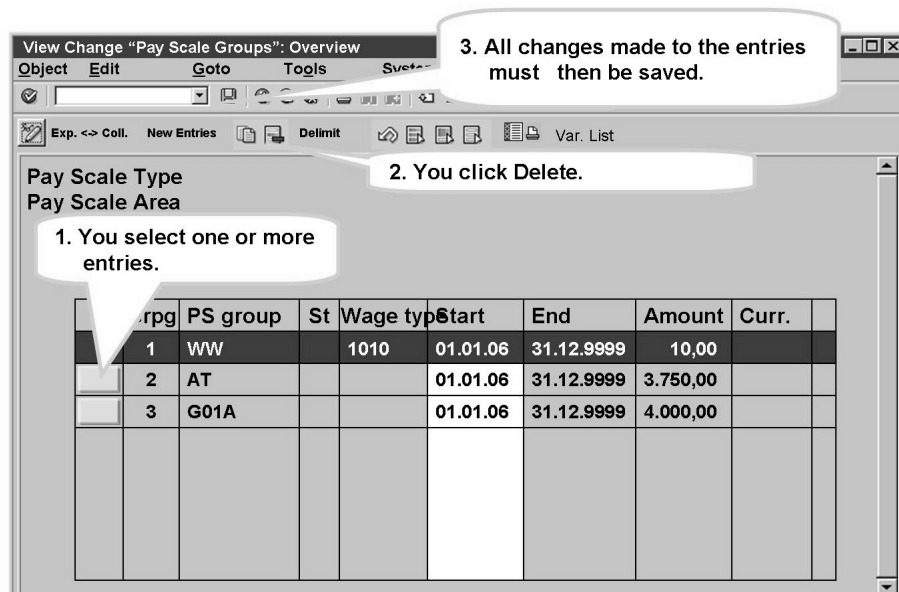 View Change “Pay Scale Groups”: Overview
3. All changes made to the entries
must then be saved.
Object Edit Goto Tools
Exp. <-> Coll. New Entries Delimit Var. List
2. You click Delete.
Pay Scale Type
Pay Scale Area
1. You select one or more
entries.
PS group St Wage typ Start End Amount Curr.
1 WW 1010 01.01.06 31.12.9999 10,00
2 AT 01.01.06 31.12.9999 3.750,00
3 G01A 01.01.06 31.12.9999 4.000,00